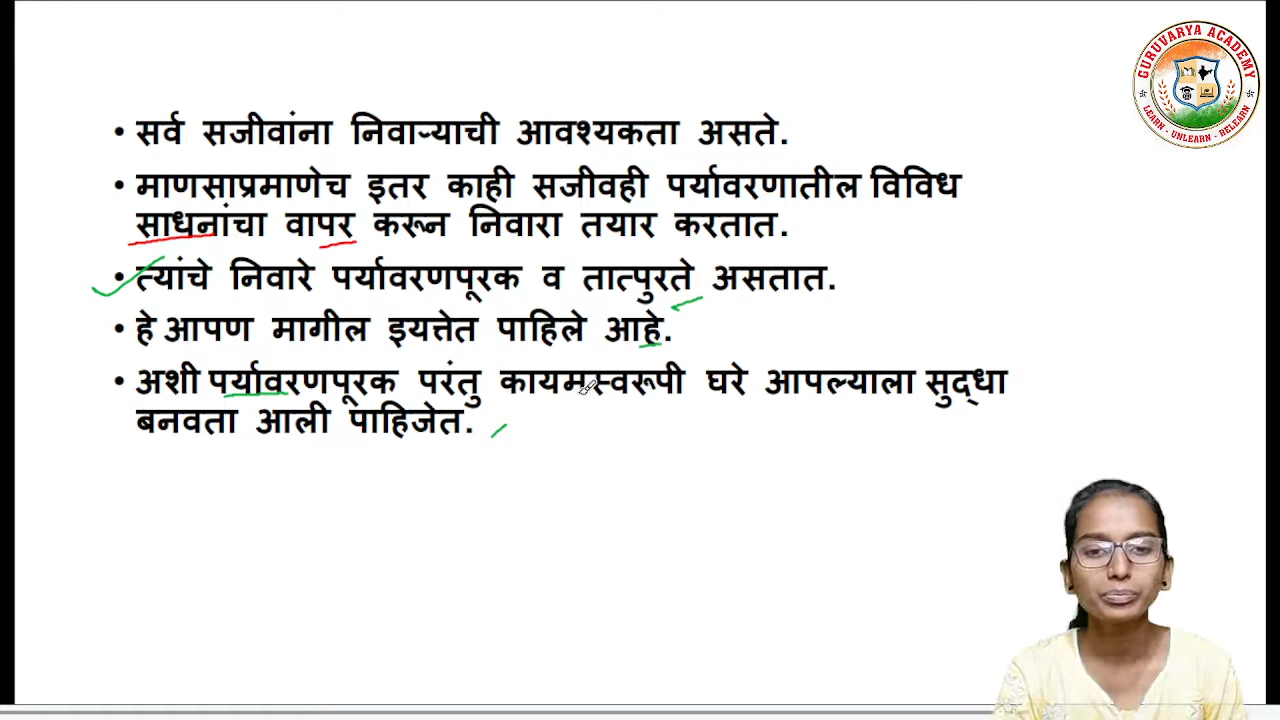 GURUVARYA ACADEMY
LEARN - UNLEARN - RELEARN
• सर्व सजीवांना निवाऱ्याची आवश्यकता असते.
• माणसाप्रमाणेच इतर काही सजीवही पर्यावरणातील विविध
साधनांचा वापर करून निवारा तयार करतात.
• त्यांचे निवारे पर्यावरणपूरक व तात्पुरते असतात.
• हे आपण मागील इयत्तेत पाहिले आहे.
• अशी पर्यावरणपूरक परंतु कायमस्वरूपी घरे आपल्याला सुद्धा
बनवता आली पाहिजेत.